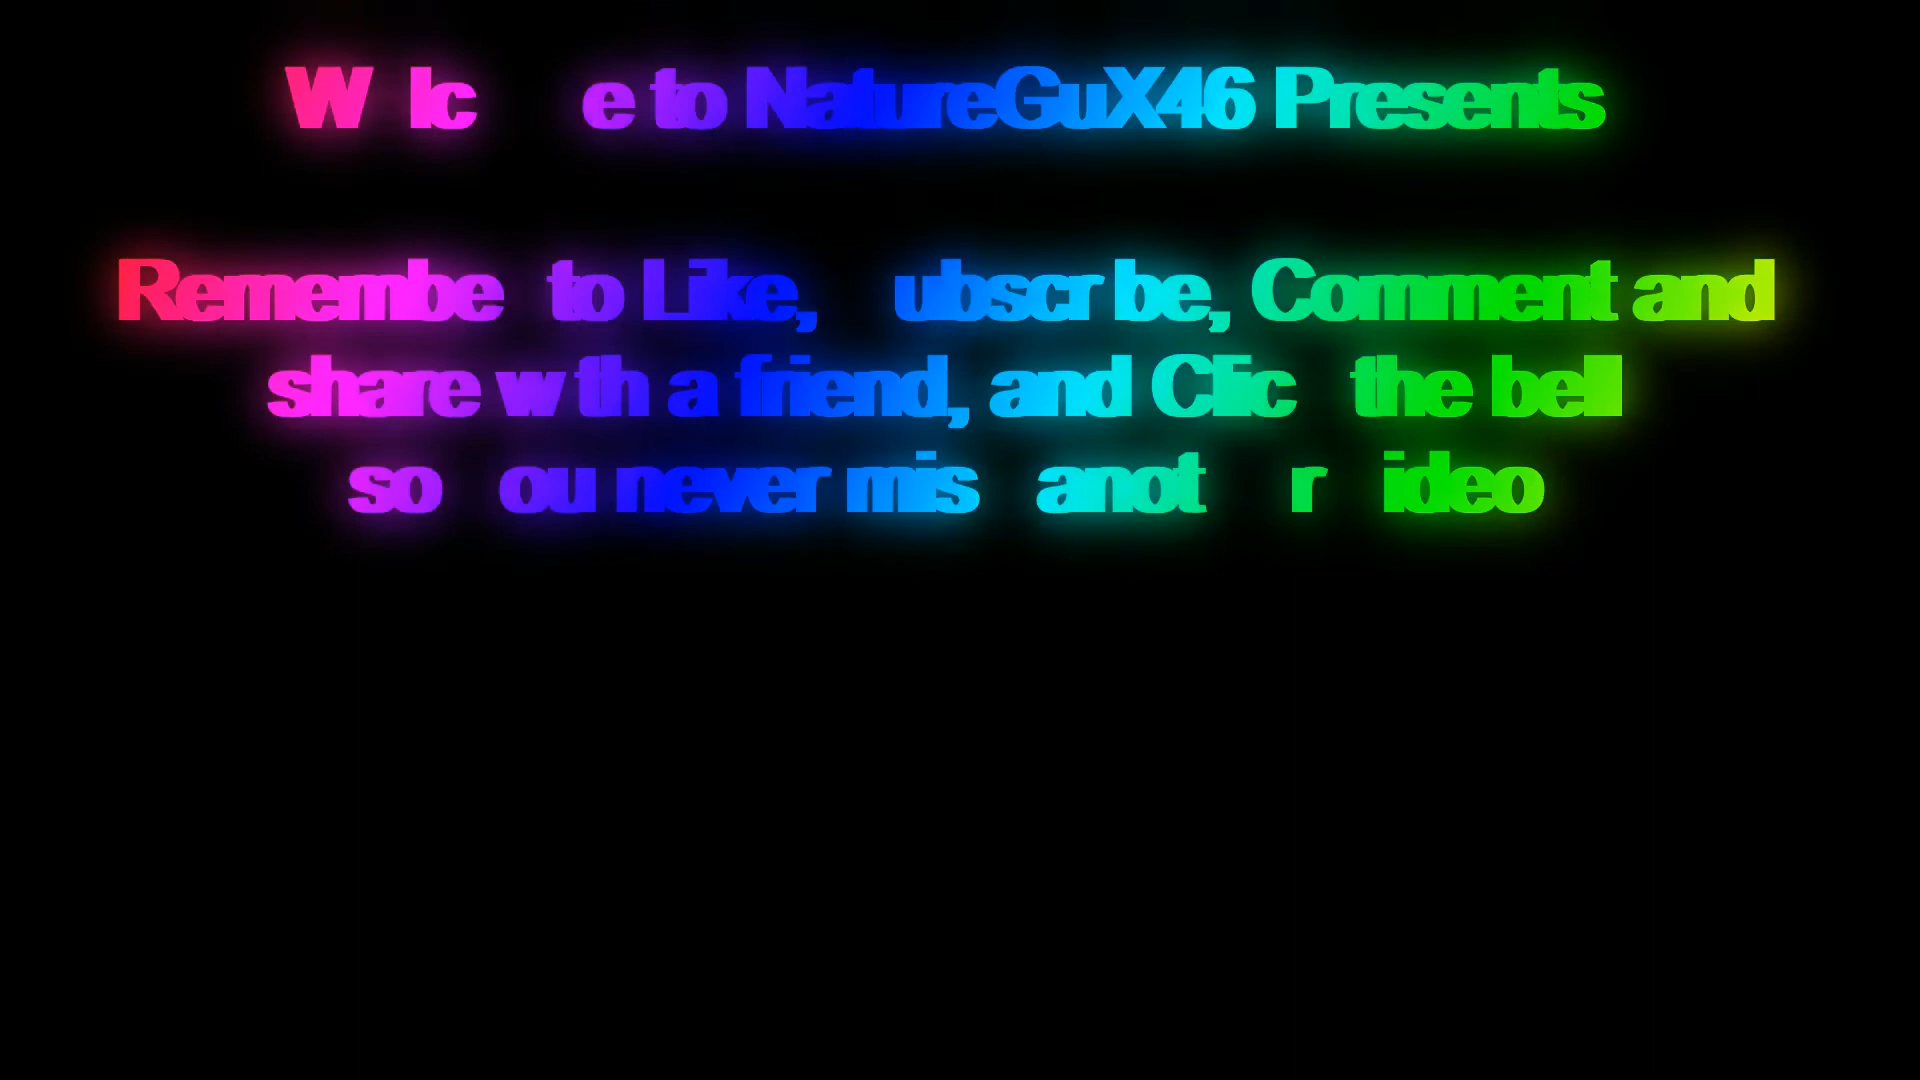 W lc e to NatureGuX46 Presents
Remembe to Like, ubscr be, Comment and
share w th a friend, and Clic the bell
so ou never mis anot r ideo